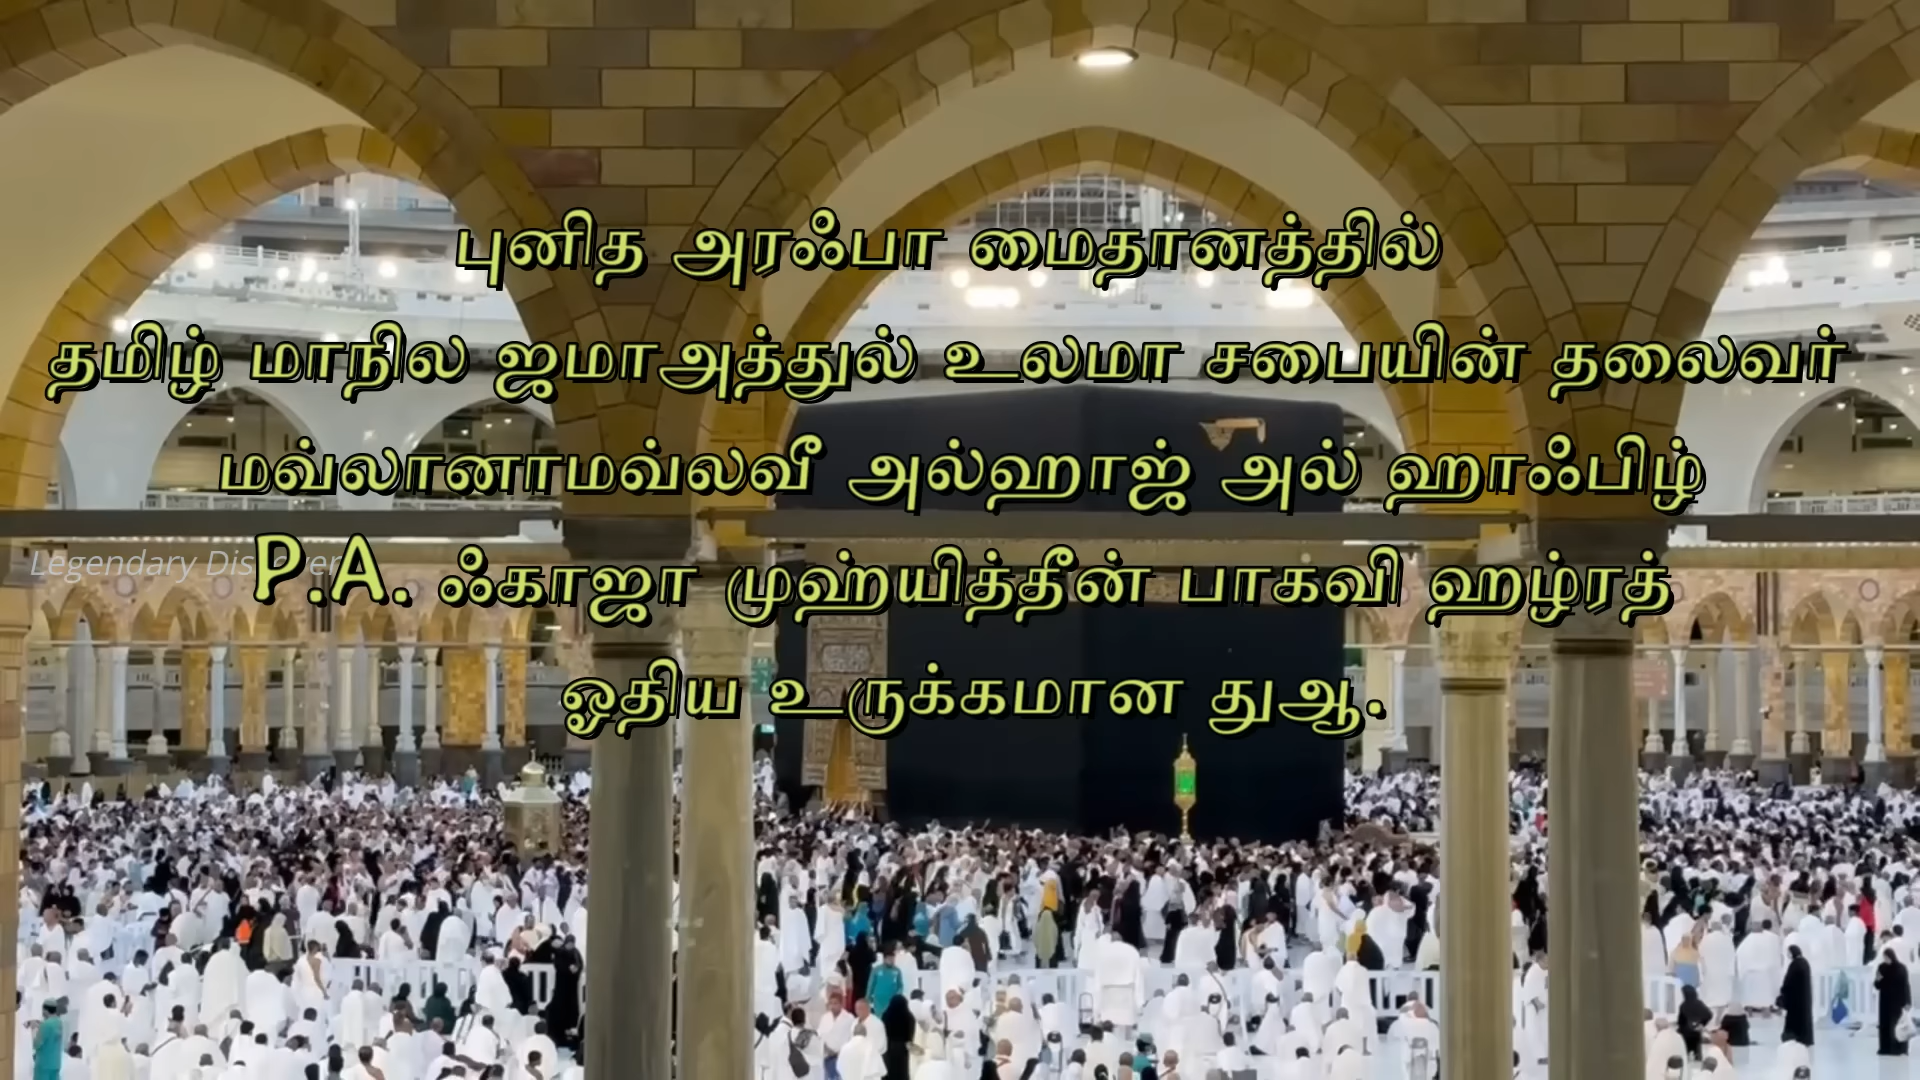 புனித அரஃபா மைதானத்தில்
தமிழ் மாநில ஜமாஅத்துல் உலமா சபையின் தலைவர்
மவ்லானாமவ்லவீ அல்ஹாஜ் அல் ஹாஃபிழ்
P.A. ஃகாஜா முஹ்யித்தீன் பாகவி ஹழ்ரத்
ஓதிய உருக்கமான துஆ.
Legendary